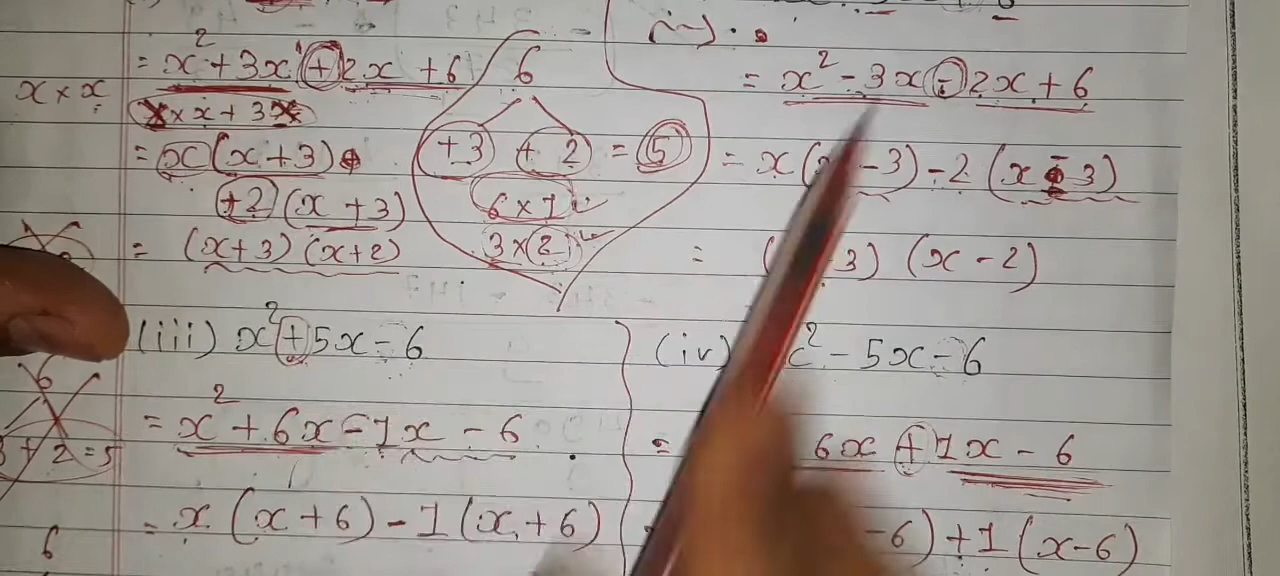 = x² + 3x + 2x + 6
x × x
x × x + 3x
= x (x + 3)
+2 (x + 3)
= (x + 3) (x + 2)
6
+3 + 2 = 5
6 × 1
3 × 2
= x² - 3x - 2x + 6
= x ( - 3) - 2 (x - 3)
= ( 3) (x - 2)
(iii) x² + 5x - 6
= x² + 6x - 1x - 6
= x (x + 6) - 1 (x + 6)
(iv) x² - 5x - 6
= 6x + 1x - 6
- 6) + 1 (x - 6)
6
3 + 2 = 5
6